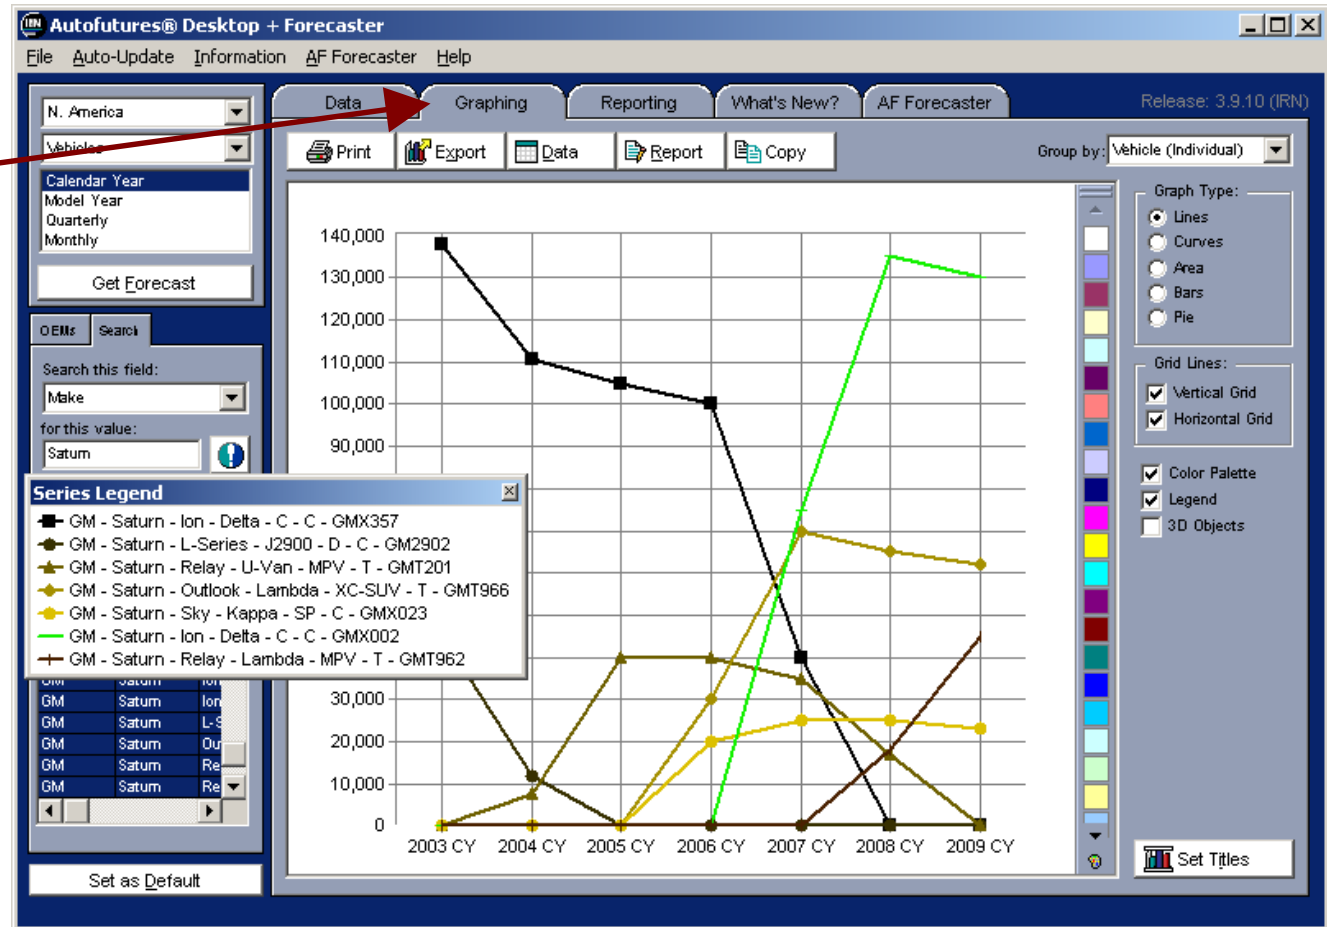 IRN Autofutures® Desktop + Forecaster
File Auto-Update Information AF Forecaster Help
N. America
Vehicles
Calendar Year
Model Year
Quarterly
Monthly
Get Forecast
OEMs Search
Search this field:
Make
for this value:
Saturn
Data Graphing Reporting What's New? AF Forecaster
Release: 3.9.10 (IRN)
Print Export Data Report Copy
Group by: Vehicle (Individual)
140,000
130,000
120,000
110,000
100,000
90,000
Series Legend
GM - Saturn - Ion - Delta - C - C - GMX357
GM - Saturn - L-Series - J2900 - D - C - GM2902
GM - Saturn - Relay - U-Van - MPV - T - GMT201
GM - Saturn - Outlook - Lambda - XC-SUV - T - GMT966
GM - Saturn - Sky - Kappa - SP - C - GMX023
GM - Saturn - Ion - Delta - C - C - GMX002
GM - Saturn - Relay - Lambda - MPV - T - GMT962
GM Saturn Ion
GM Saturn Ion
GM Saturn L-S
GM Saturn Ou
GM Saturn Re
GM Saturn Re
30,000
20,000
10,000
0
2003 CY 2004 CY 2005 CY 2006 CY 2007 CY 2008 CY 2009 CY
Graph Type:
Lines
Curves
Area
Bars
Pie
Grid Lines:
Vertical Grid
Horizontal Grid
Color Palette
Legend
3D Objects
Set Titles
Set as Default